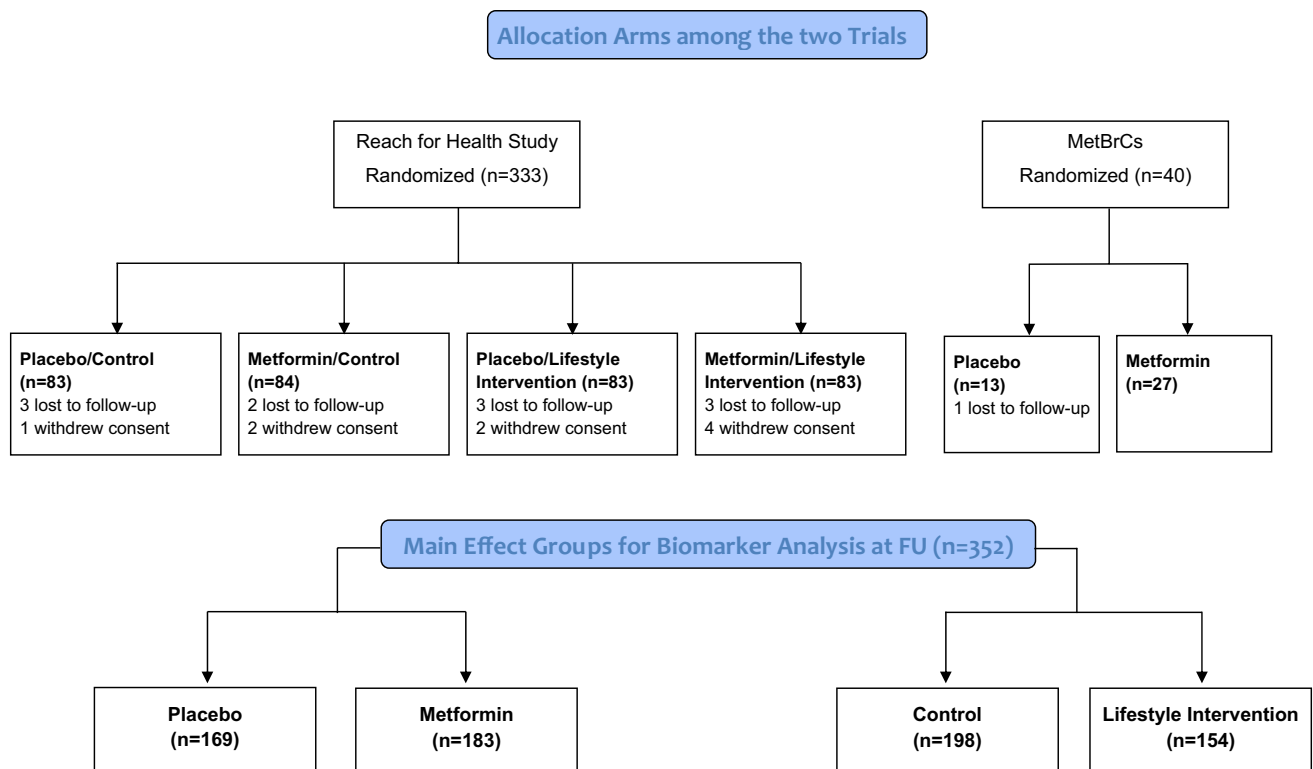 Allocation Arms among the two Trials
Reach for Health Study
Randomized (n=333)
MetBrCs
Randomized (n=40)
Placebo/Control
(n=83)
3 lost to follow-up
1 withdrew consent
Metformin/Control
(n=84)
2 lost to follow-up
2 withdrew consent
Placebo/Lifestyle
Intervention (n=83)
3 lost to follow-up
2 withdrew consent
Metformin/Lifestyle
Intervention (n=83)
3 lost to follow-up
4 withdrew consent
Placebo
(n=13)
1 lost to follow-up
Metformin
(n=27)
Main Effect Groups for Biomarker Analysis at FU (n=352)
Placebo
(n=169)
Metformin
(n=183)
Control
(n=198)
Lifestyle Intervention
(n=154)